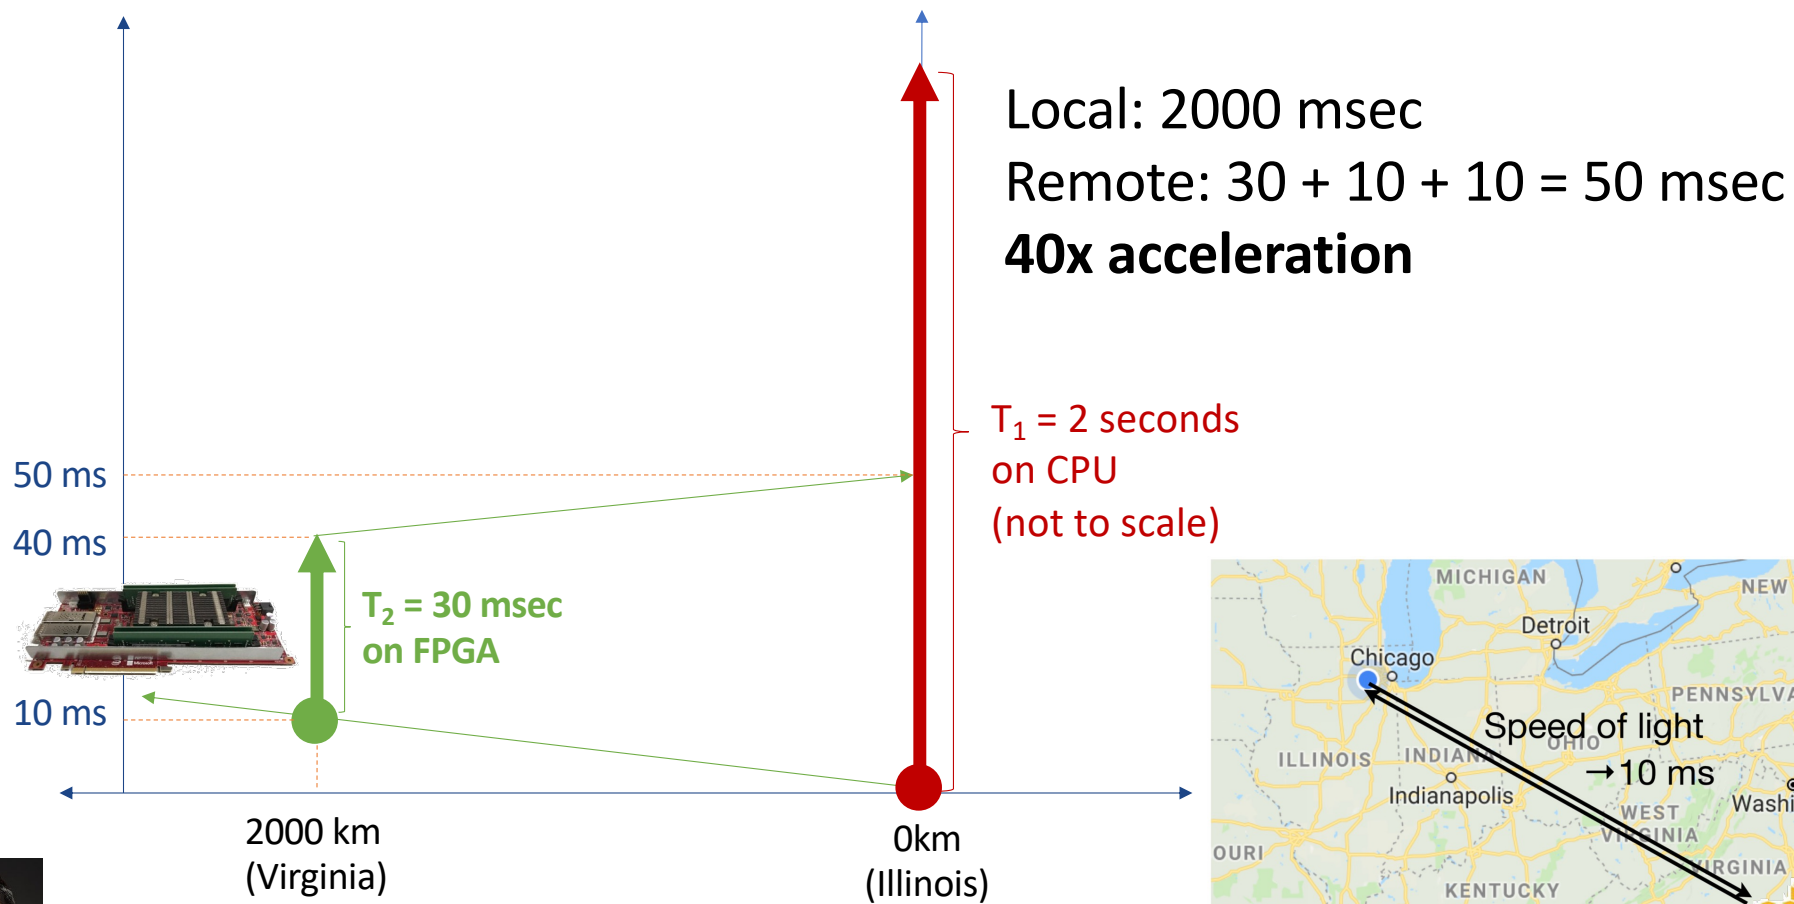 Local: 2000 msec
Remote: 30 + 10 + 10 = 50 msec
40x acceleration
T₁ = 2 seconds
on CPU
(not to scale)
50 ms
40 ms
T₂ = 30 msec
on FPGA
10 ms
2000 km
(Virginia)
0km
(Illinois)
MICHIGAN
NEW
Detroit
Chicago
PENNSYLVA
Speed of light
→10 ms
ILLINOIS
INDIANA
OHIO
Indianapolis
Washi
WEST
VIRGINIA
OURI
VIRGINIA
KENTUCKY